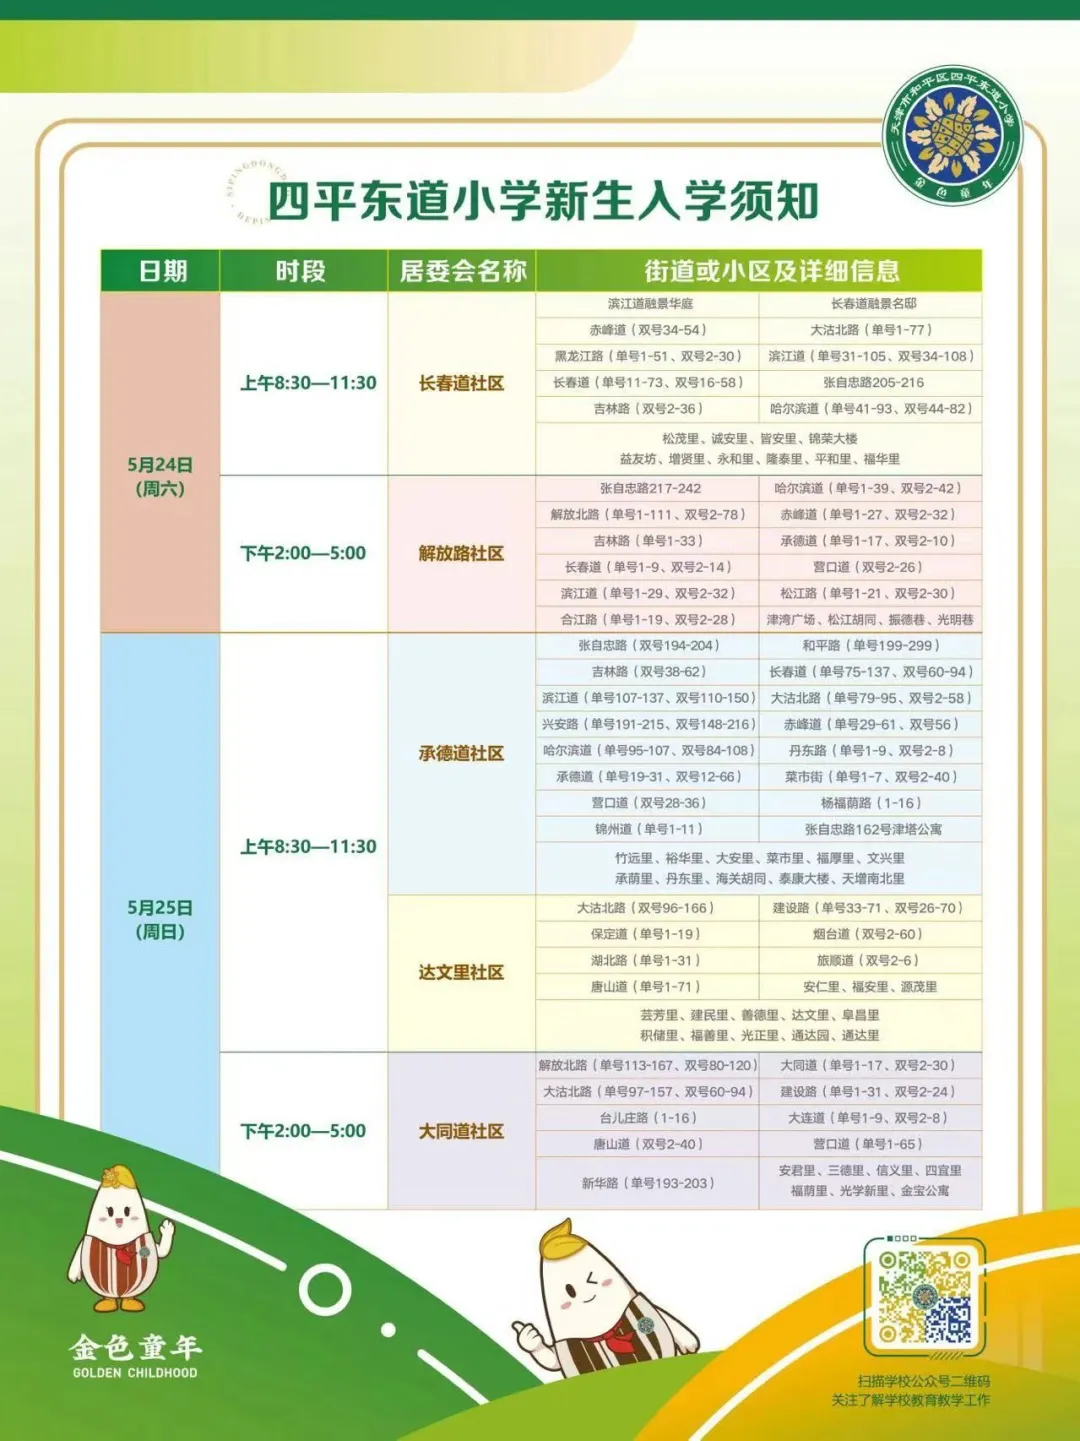 天津市和平区四平东道小学
金色童年
SIPINGDONGD
HEPIN
四平东道小学新生入学须知
日期 时段 居委会名称 街道或小区及详细信息
5月24日
(周六)
上午8:30—11:30
长春道社区
滨江道融景华庭 长春道融景名邸
赤峰道（双号34-54） 大沽北路（单号1-77）
黑龙江路（单号1-51、双号2-30） 滨江道（单号31-105、双号34-108）
长春道（单号11-73、双号16-58） 张自忠路205-216
吉林路（双号2-36） 哈尔滨道（单号41-93、双号44-82）
松茂里、诚安里、皆安里、锦荣大楼
益友坊、增贤里、永和里、隆泰里、平和里、福华里
下午2:00—5:00
解放路社区
张自忠路217-242 哈尔滨道（单号1-39、双号2-42）
解放北路（单号1-111、双号2-78） 赤峰道（单号1-27、双号2-32）
吉林路（单号1-33） 承德道（单号1-17、双号2-10）
长春道（单号1-9、双号2-14） 营口道（双号2-26）
滨江道（单号1-29、双号2-32） 松江路（单号1-21、双号2-30）
合江路（单号1-19、双号2-28） 津湾广场、松江胡同、振德巷、光明巷
5月25日
(周日)
上午8:30—11:30
承德道社区
张自忠路（双号194-204） 和平路（单号199-299）
吉林路（双号38-62） 长春道（单号75-137、双号60-94）
滨江道（单号107-137、双号110-150） 大沽北路（单号79-95、双号2-58）
兴安路（单号191-215、双号148-216） 赤峰道（单号29-61、双号56）
哈尔滨道（单号95-107、双号84-108） 丹东路（单号1-9、双号2-8）
承德道（单号19-31、双号12-66） 菜市街（单号1-7、双号2-40）
营口道（双号28-36） 杨福荫路（1-16）
锦州道（单号1-11） 张自忠路162号津塔公寓
竹远里、裕华里、大安里、菜市里、福厚里、文兴里
承荫里、丹东里、海关胡同、泰康大楼、天增南北里
达文里社区
大沽北路（双号96-166） 建设路（单号33-71、双号26-70）
保定道（单号1-19） 烟台道（双号2-60）
湖北路（单号1-31） 旅顺道（双号2-6）
唐山道（单号1-71） 安仁里、福安里、源茂里
芸芳里、建民里、善德里、达文里、阜昌里
积储里、福善里、光正里、通达园、通达里
下午2:00—5:00
大同道社区
解放北路（单号113-167、双号80-120） 大同道（单号1-17、双号2-30）
大沽北路（单号97-157、双号60-94） 建设路（单号1-31、双号2-24）
台儿庄路（1-16） 大连道（单号1-9、双号2-8）
唐山道（双号2-40） 营口道（单号1-65）
新华路（单号193-203） 安君里、三德里、信义里、四宜里
福荫里、光学新里、金宝公寓
金色童年
GOLDEN CHILDHOOD
扫描学校公众号二维码
关注了解学校教育教学工作